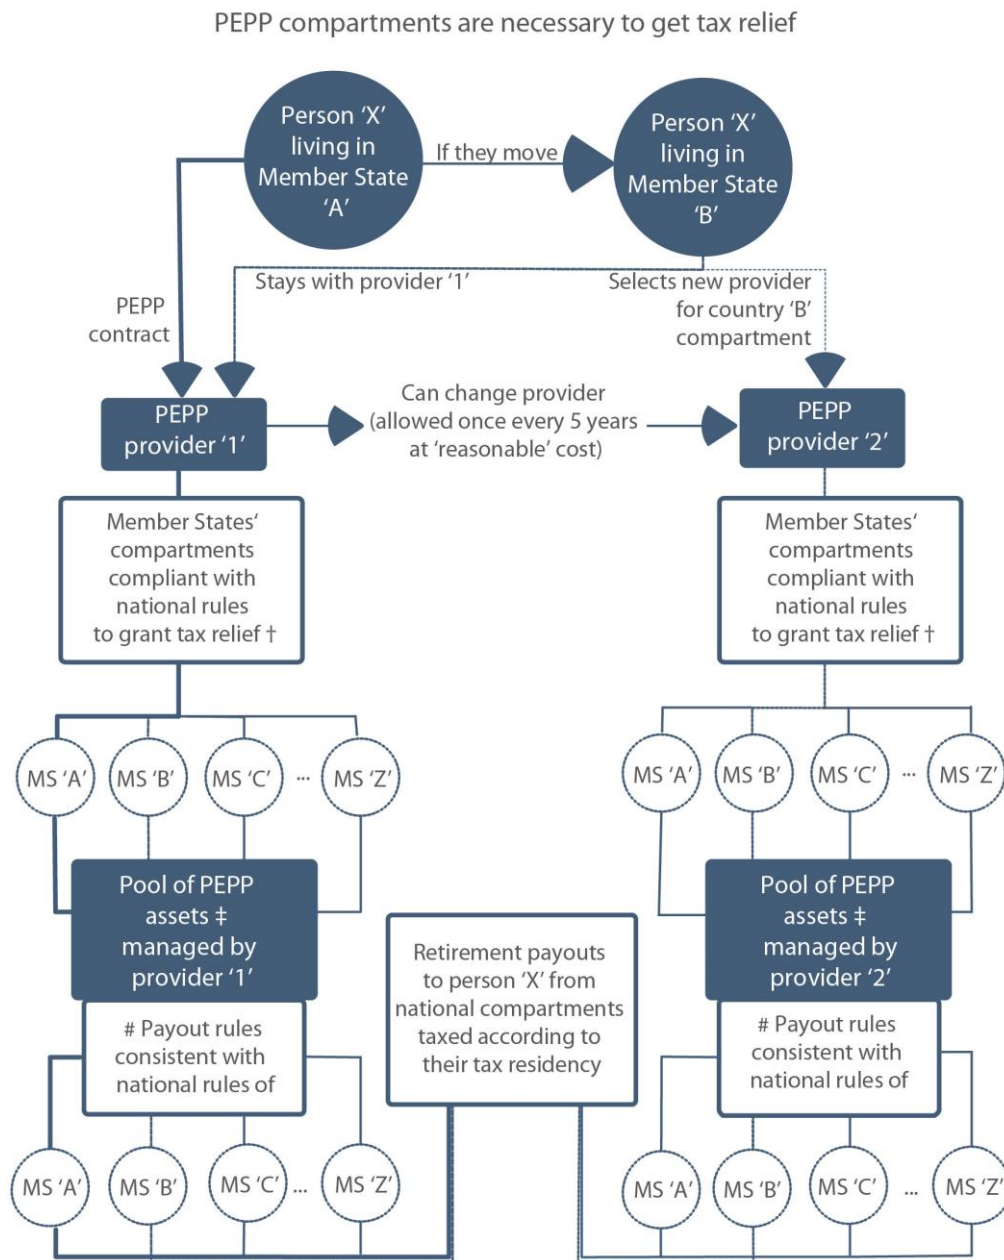 PEPP compartments are necessary to get tax relief
Person ‘X’
living in
Member State
‘A’
If they move
Person ‘X’
living in
Member State
‘B’
PEPP
contract
Stays with provider ‘1’
Selects new provider
for country ‘B’
compartment
PEPP
provider ‘1’
Can change provider
(allowed once every 5 years
at ‘reasonable’ cost)
PEPP
provider ‘2’
Member States‘
compartments
compliant with
national rules
to grant tax relief †
Member States‘
compartments
compliant with
national rules
to grant tax relief †
MS ‘A’ MS ‘B’ MS ‘C’ ... MS ‘Z’
MS ‘A’ MS ‘B’ MS ‘C’ ... MS ‘Z’
Pool of PEPP
assets ‡
managed by
provider ‘1’
Pool of PEPP
assets ‡
managed by
provider ‘2’
Retirement payouts
to person ‘X’ from
national compartments
taxed according to
their tax residency
# Payout rules
consistent with
national rules of
# Payout rules
consistent with
national rules of
MS ‘A’ MS ‘B’ MS ‘C’ ... MS ‘Z’
MS ‘A’ MS ‘B’ MS ‘C’ ... MS ‘Z’